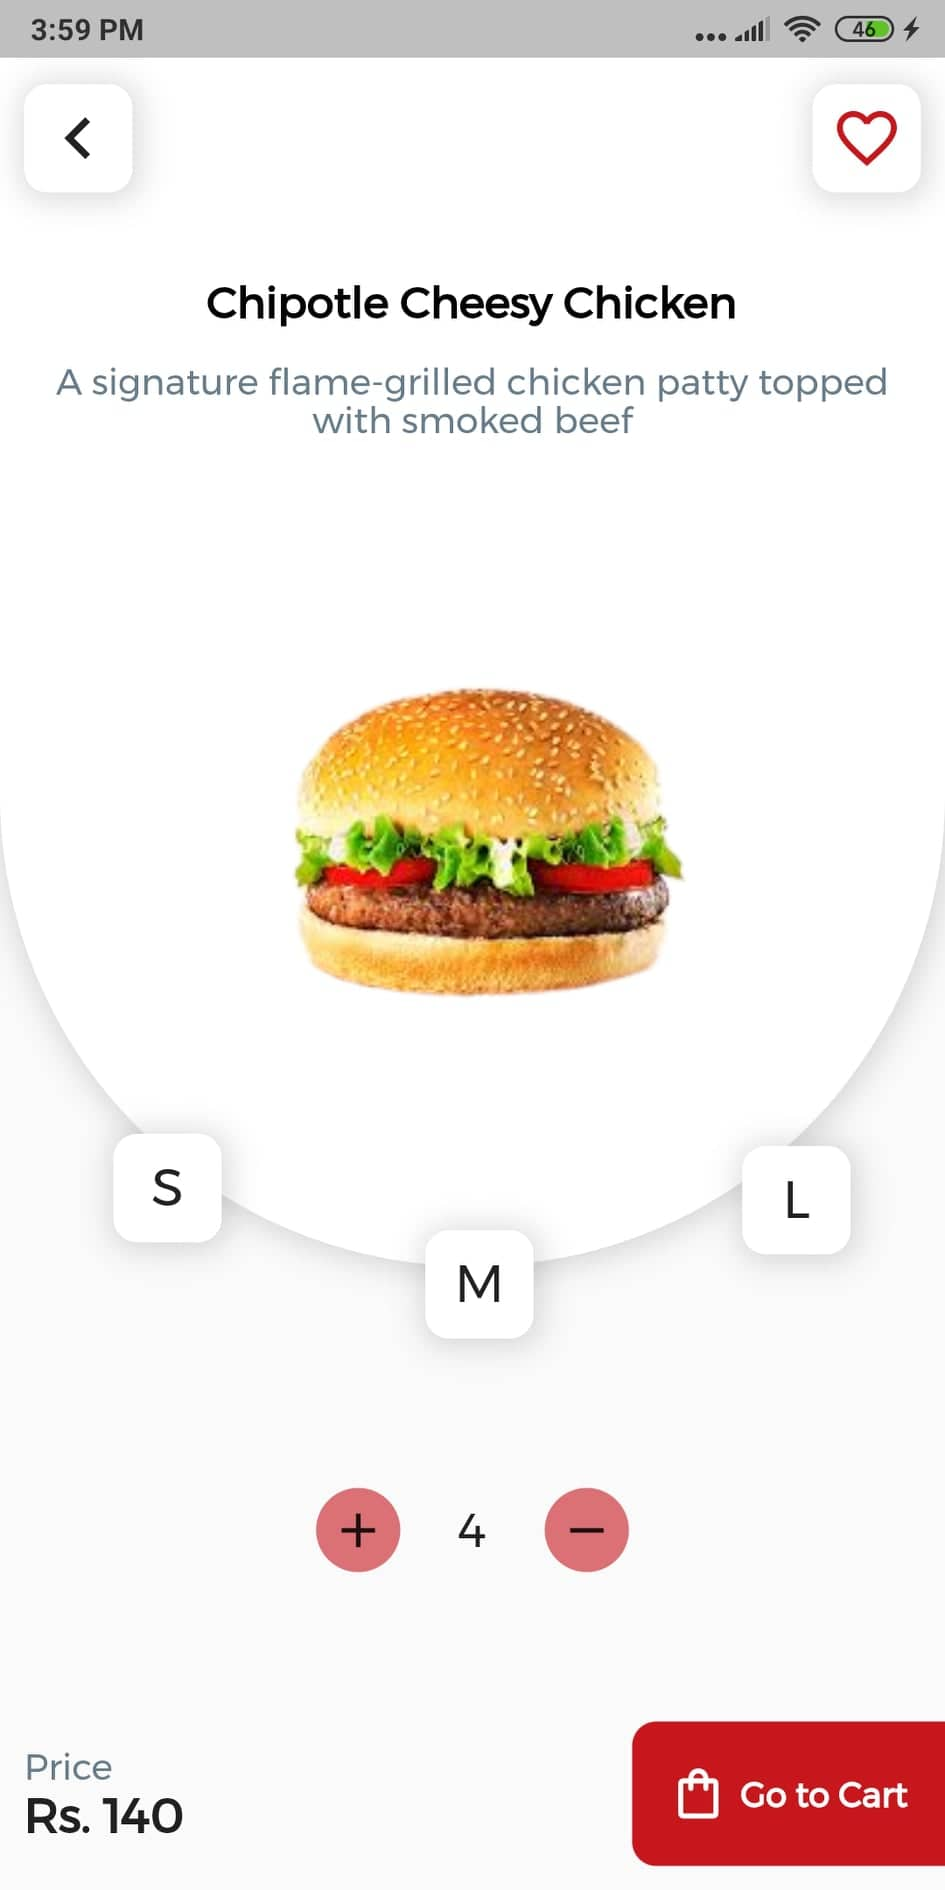 3:59 PM
46
Chipotle Cheesy Chicken
A signature flame-grilled chicken patty topped
with smoked beef
S
M
L
+ 4 −
Price
Rs. 140
Go to Cart